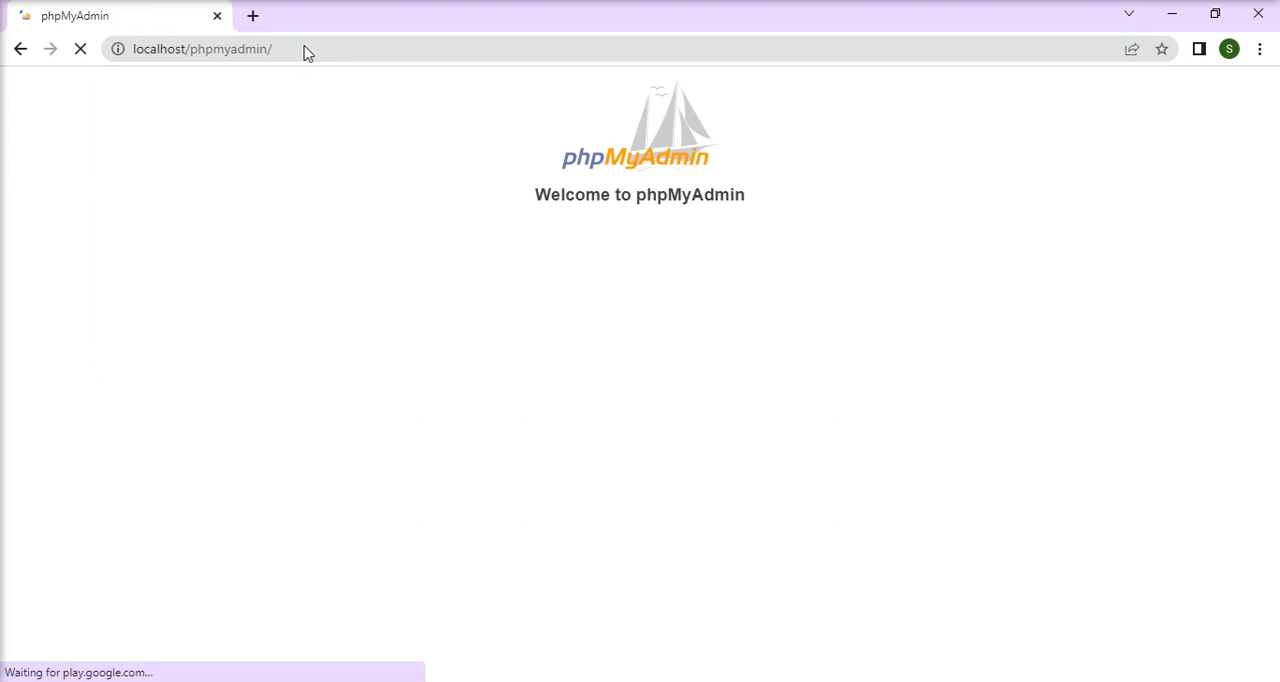 phpMyAdmin
localhost/phpmyadmin/
S
phpMyAdmin
Welcome to phpMyAdmin
Waiting for play.google.com...